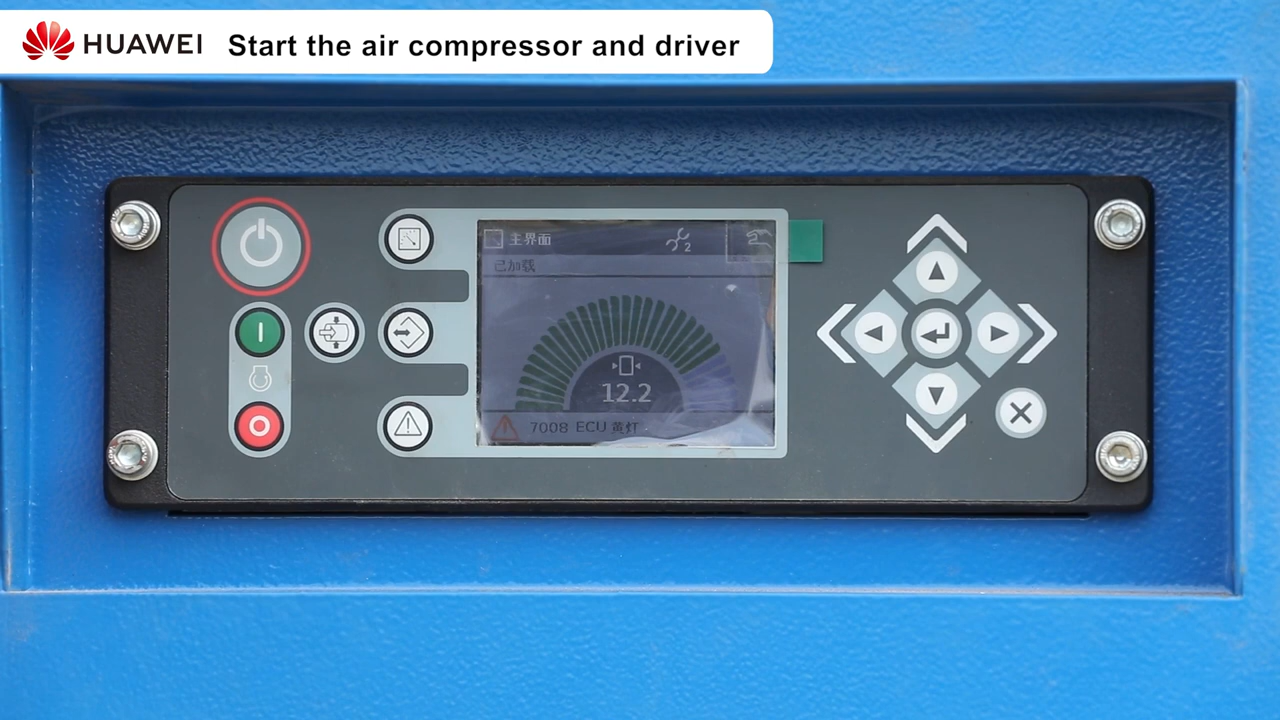 HUAWEI Start the air compressor and driver
主界面
2
已加载
12.2
7008 ECU 黄灯